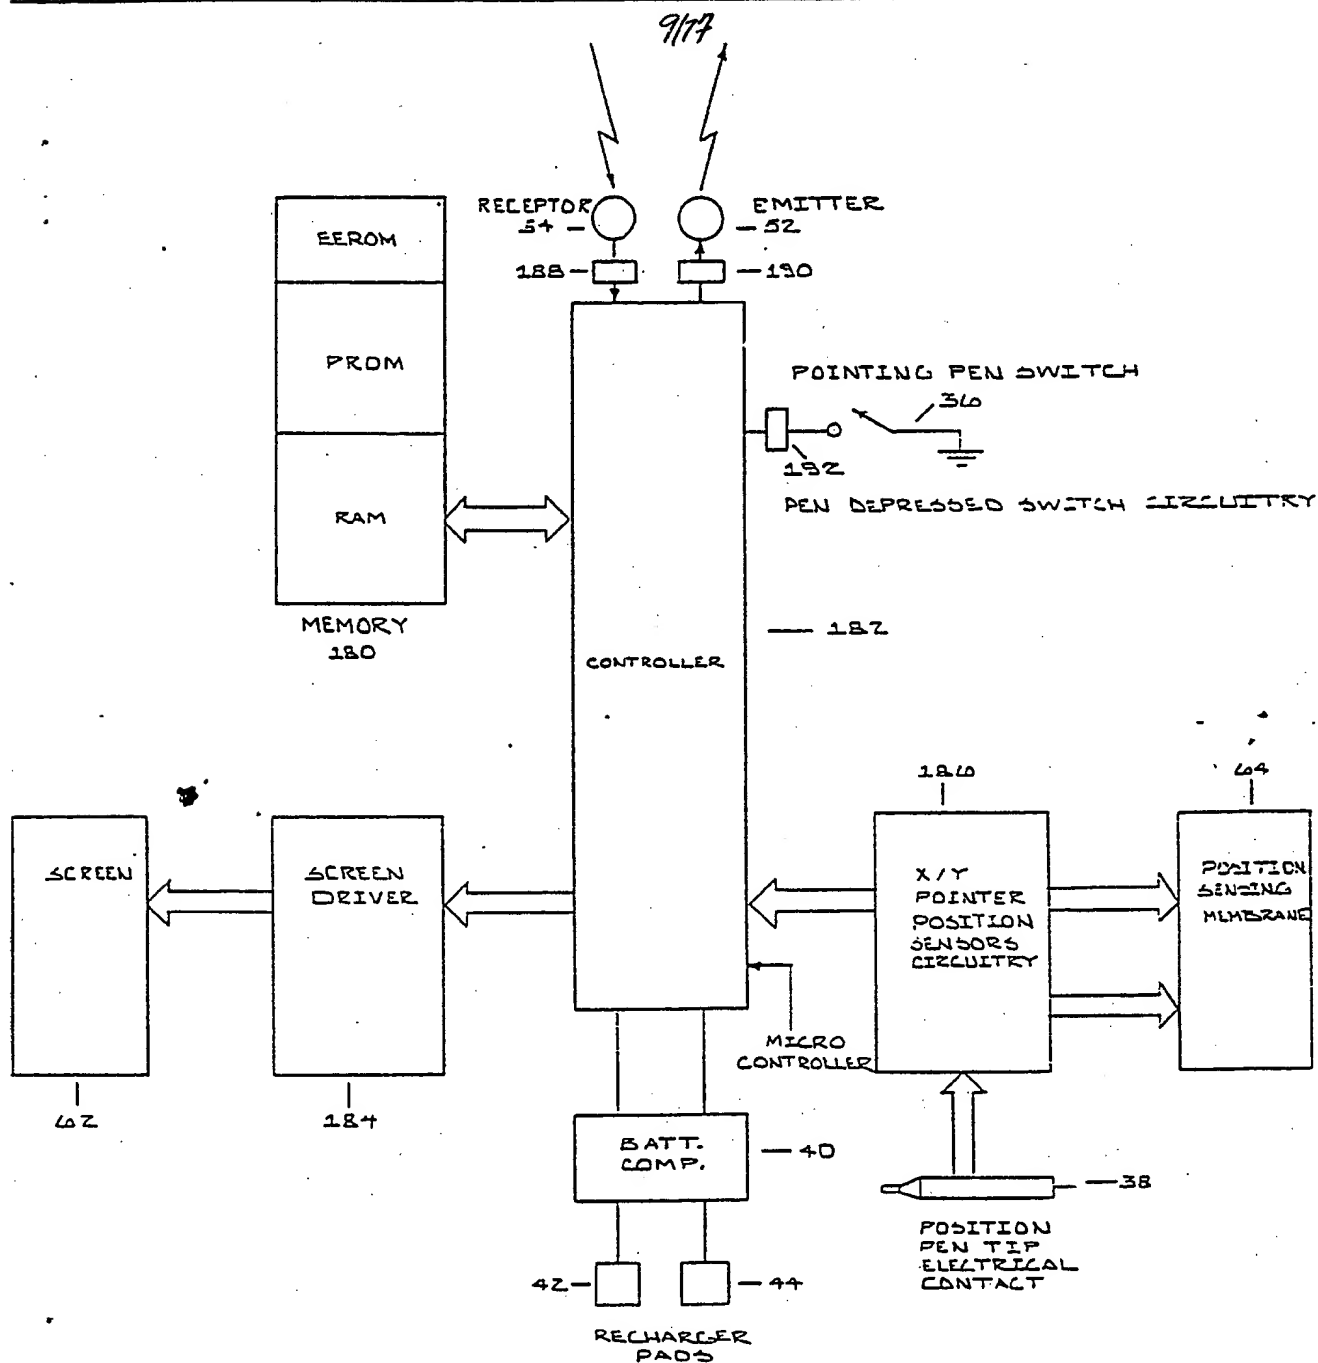 9/17
RECEPTOR
54
EMITTER
52
188
190
EEROM
PROM
RAM
MEMORY
180
POINTING PEN SWITCH
36
192
PEN DEPRESSED SWITCH CIRCUITRY
182
CONTROLLER
186
64
SCREEN
SCREEN
DRIVER
X/Y
POINTER
POSITION
SENSORS
CIRCUITRY
POSITION
SENSING
MEMBRANE
MICRO
CONTROLLER
62
184
BATT.
COMP.
40
38
POSITION
PEN TIP
ELECTRICAL
CONTACT
42
44
RECHARGER
PADS